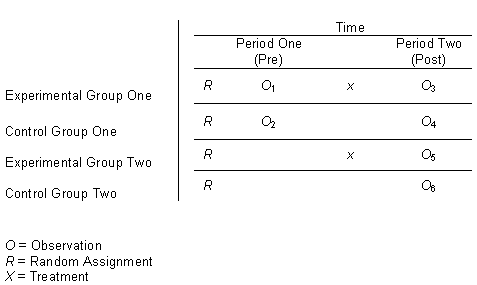 Time
Period One Period Two
(Pre) (Post)
Experimental Group One R O1 x O3
Control Group One R O2 O4
Experimental Group Two R x O5
Control Group Two R O6
O = Observation
R = Random Assignment
X = Treatment